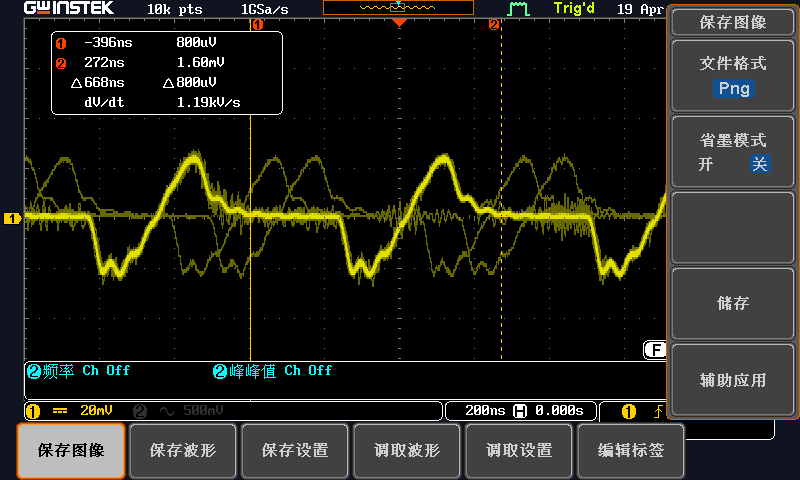 GWINSTEK 10k pts 1GSa/s Trig'd 19 Apr
1 2
1 -396ns 800uV
2 272ns 1.60mV
△668ns △800uV
dV/dt 1.19kV/s
1
F
2 频率 Ch Off 2 峰峰值 Ch Off
1 20mV 2 500mV 200ns H 0.000s 1
保存图像
文件格式
Png
省墨模式
开 关
储存
辅助应用
保存图像 保存波形 保存设置 调取波形 调取设置 编辑标签